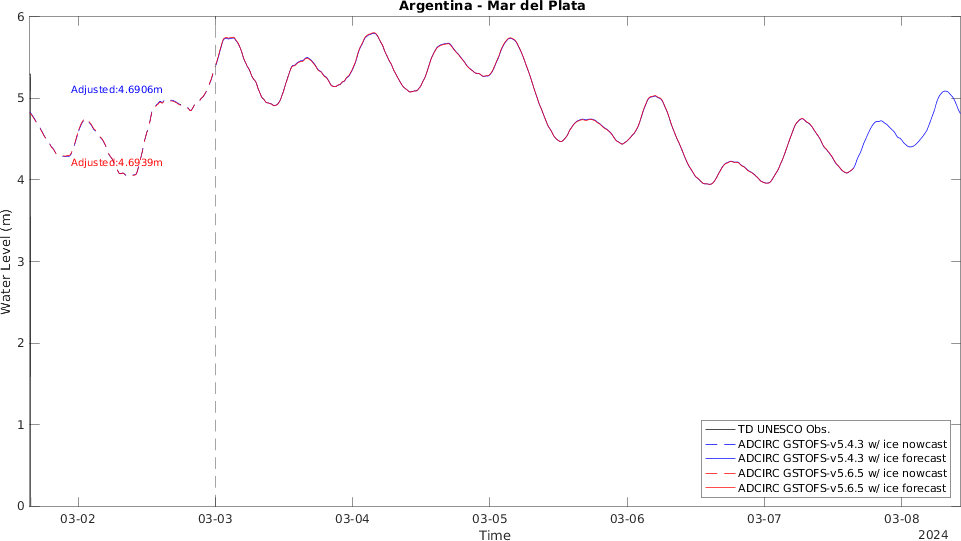 Argentina - Mar del Plata
6
5
4
3
2
1
0
Water Level (m)
Adjusted:4.6906m
Adjusted:4.6939m
TD UNESCO Obs.
ADCIRC GSTOFS-v5.4.3 w/ ice nowcast
ADCIRC GSTOFS-v5.4.3 w/ ice forecast
ADCIRC GSTOFS-v5.6.5 w/ ice nowcast
ADCIRC GSTOFS-v5.6.5 w/ ice forecast
03-02 03-03 03-04 03-05 03-06 03-07 03-08
Time
2024